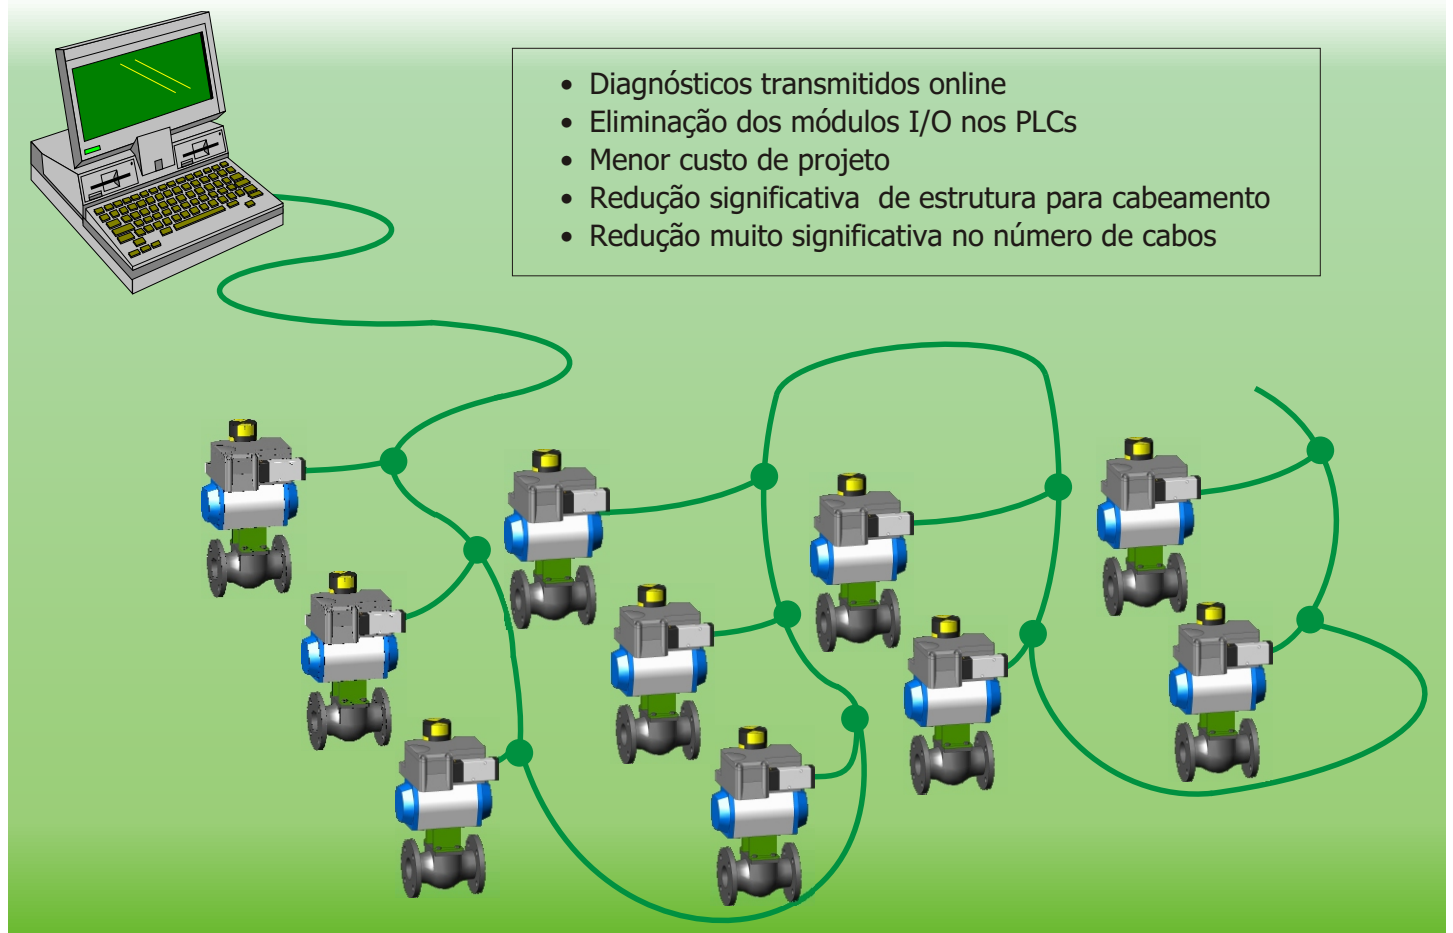 • Diagnósticos transmitidos online
• Eliminação dos módulos I/O nos PLCs
• Menor custo de projeto
• Redução significativa  de estrutura para cabeamento
• Redução muito significativa no número de cabos